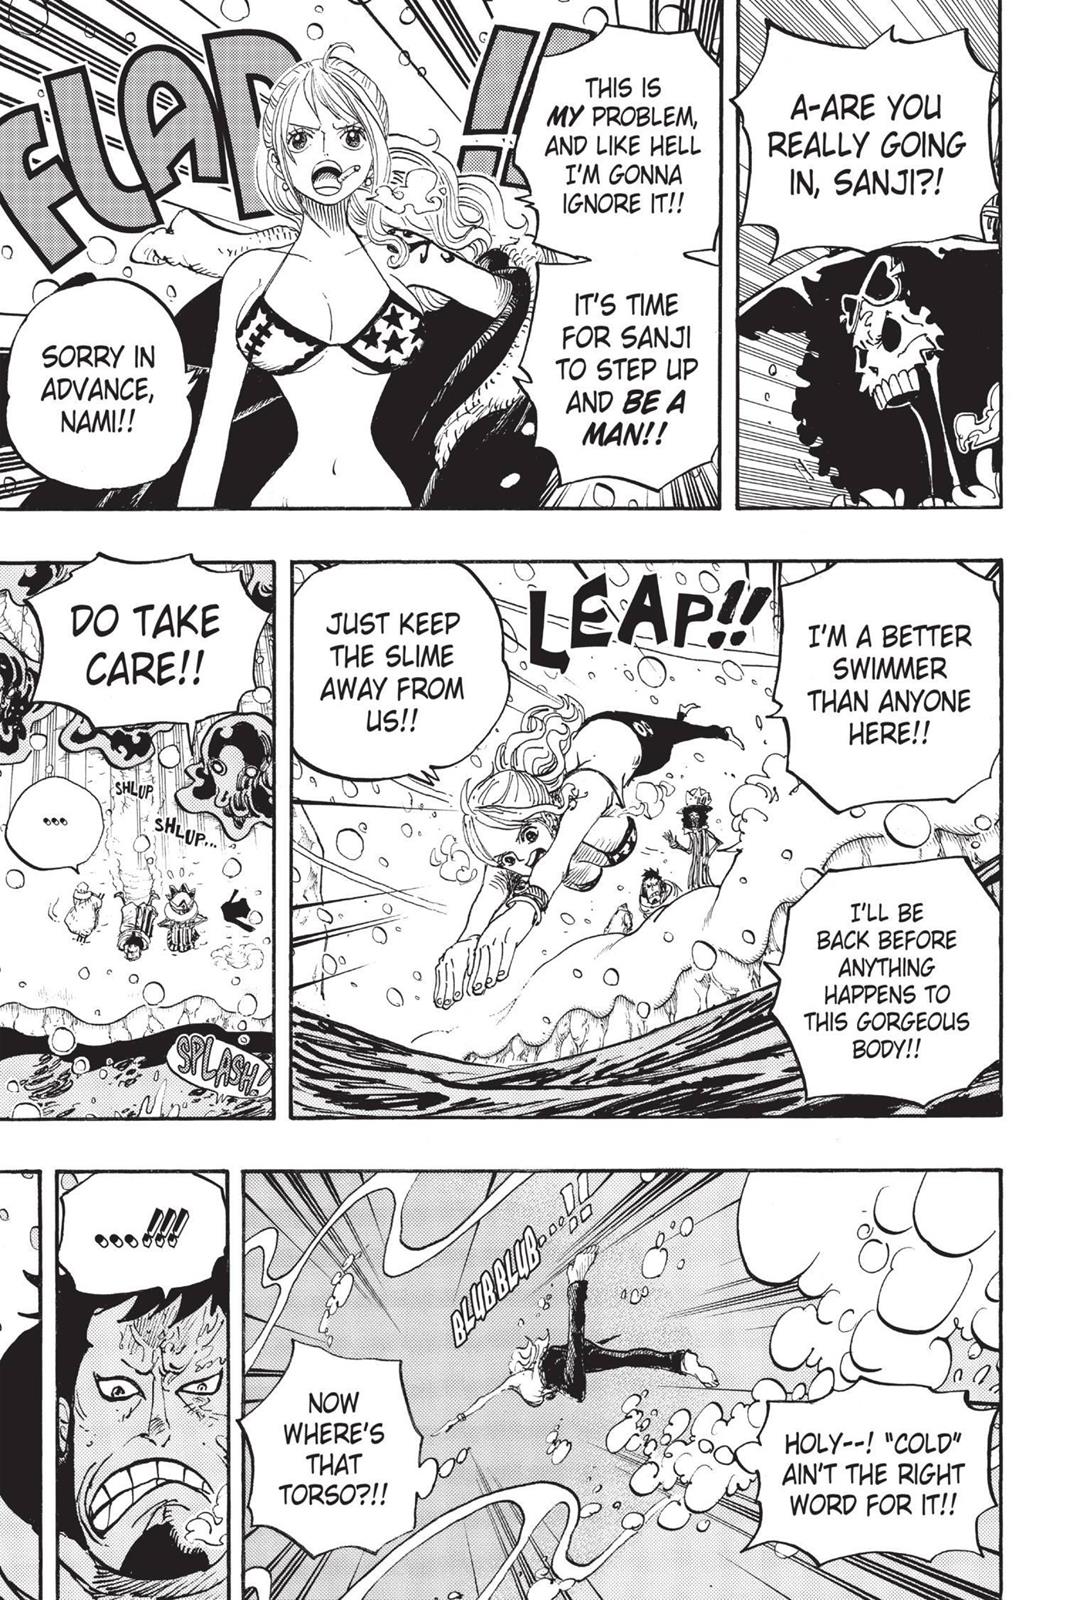 A-ARE YOU
REALLY GOING
IN, SANJI?!
THIS IS
MY PROBLEM,
AND LIKE HELL
I'M GONNA
IGNORE IT!!
IT'S TIME
FOR SANJI
TO STEP UP
AND BE A
MAN!!
FLAP!!
SORRY IN
ADVANCE,
NAMI!!
I'M A BETTER
SWIMMER
THAN ANYONE
HERE!!
I'LL BE
BACK BEFORE
ANYTHING
HAPPENS TO
THIS GORGEOUS
BODY!!
LEAP!!
JUST KEEP
THE SLIME
AWAY FROM
US!!
DO TAKE
CARE!!
SHLUP
SHLUP...
...
SPLASH!
HOLY--! "COLD"
AIN'T THE RIGHT
WORD FOR IT!!
BLUBBLUB...!!
NOW
WHERE'S
THAT
TORSO?!!
...!!!